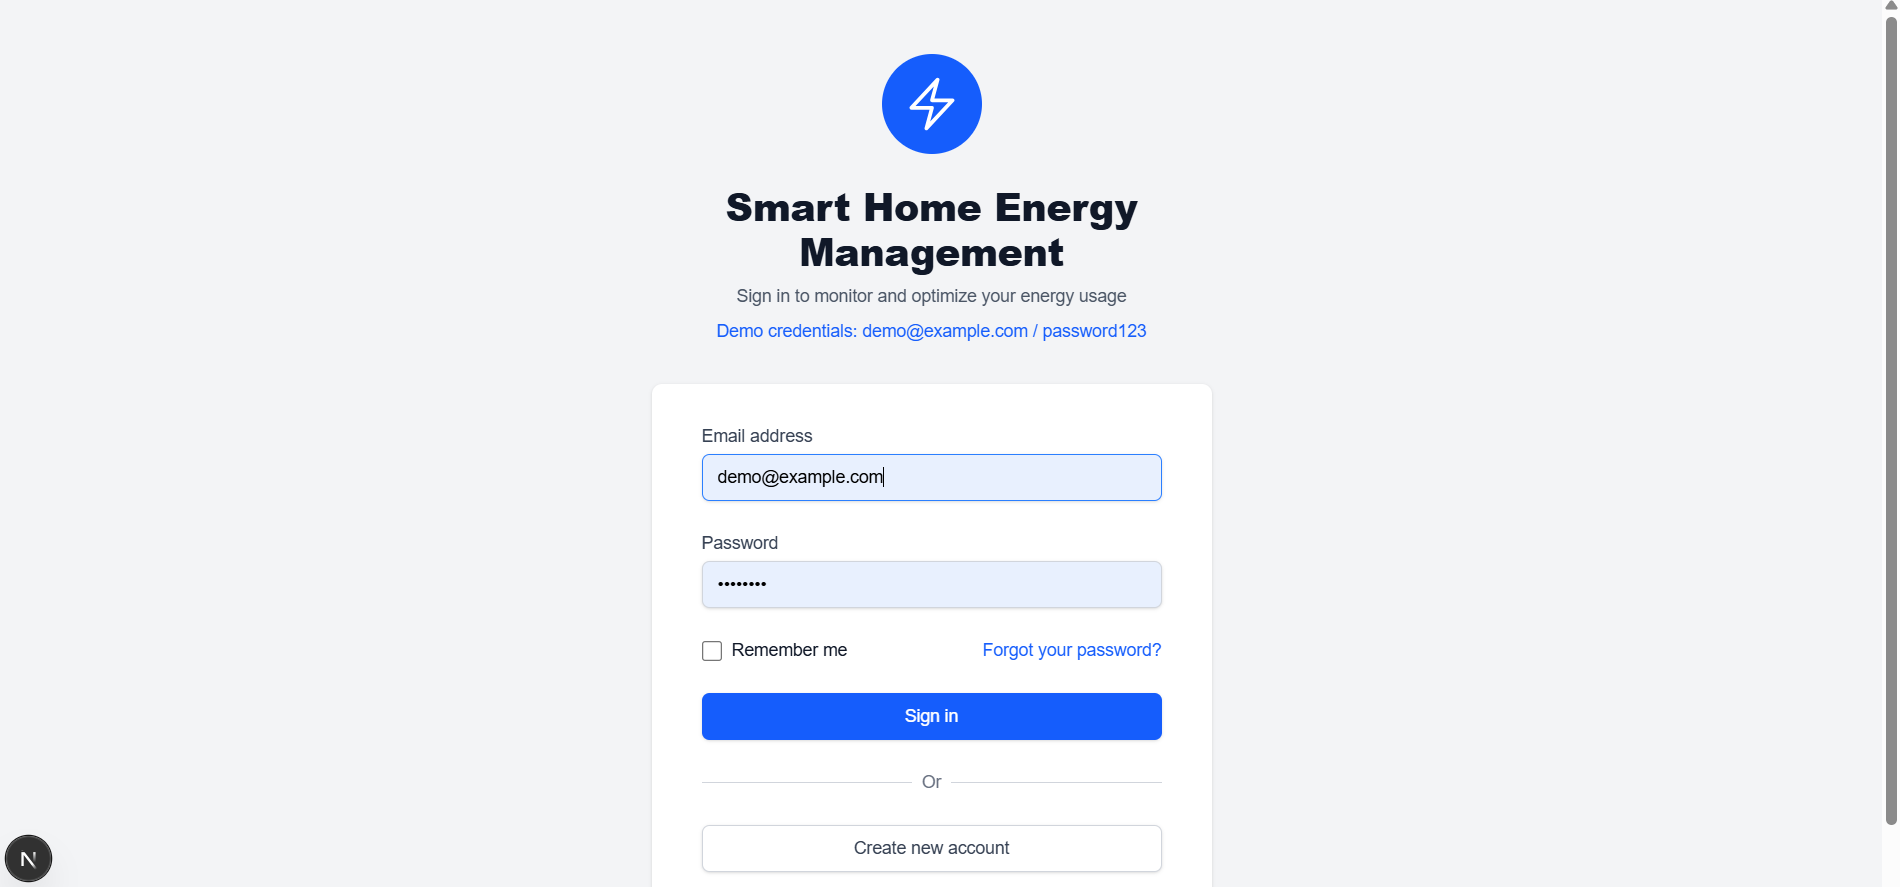 Smart Home Energy
Management
Sign in to monitor and optimize your energy usage
Demo credentials: demo@example.com / password123
Email address
demo@example.com
Password
••••••••
Remember me
Forgot your password?
Sign in
Or
Create new account
N